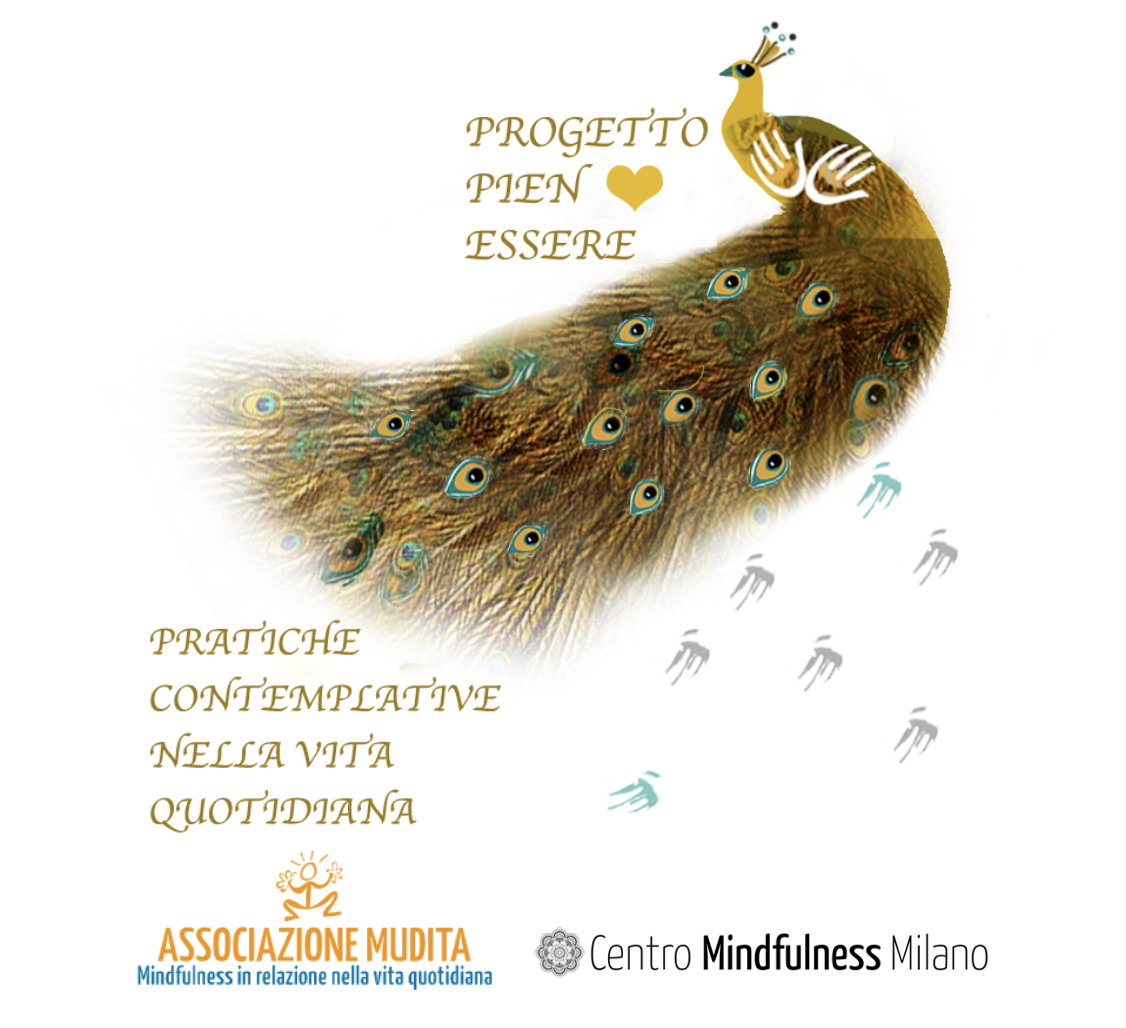 PROGETTO
PIEN
ESSERE
PRATICHE
CONTEMPLATIVE
NELLA VITA
QUOTIDIANA
ASSOCIAZIONE MUDITA
Mindfulness in relazione nella vita quotidiana
Centro Mindfulness Milano